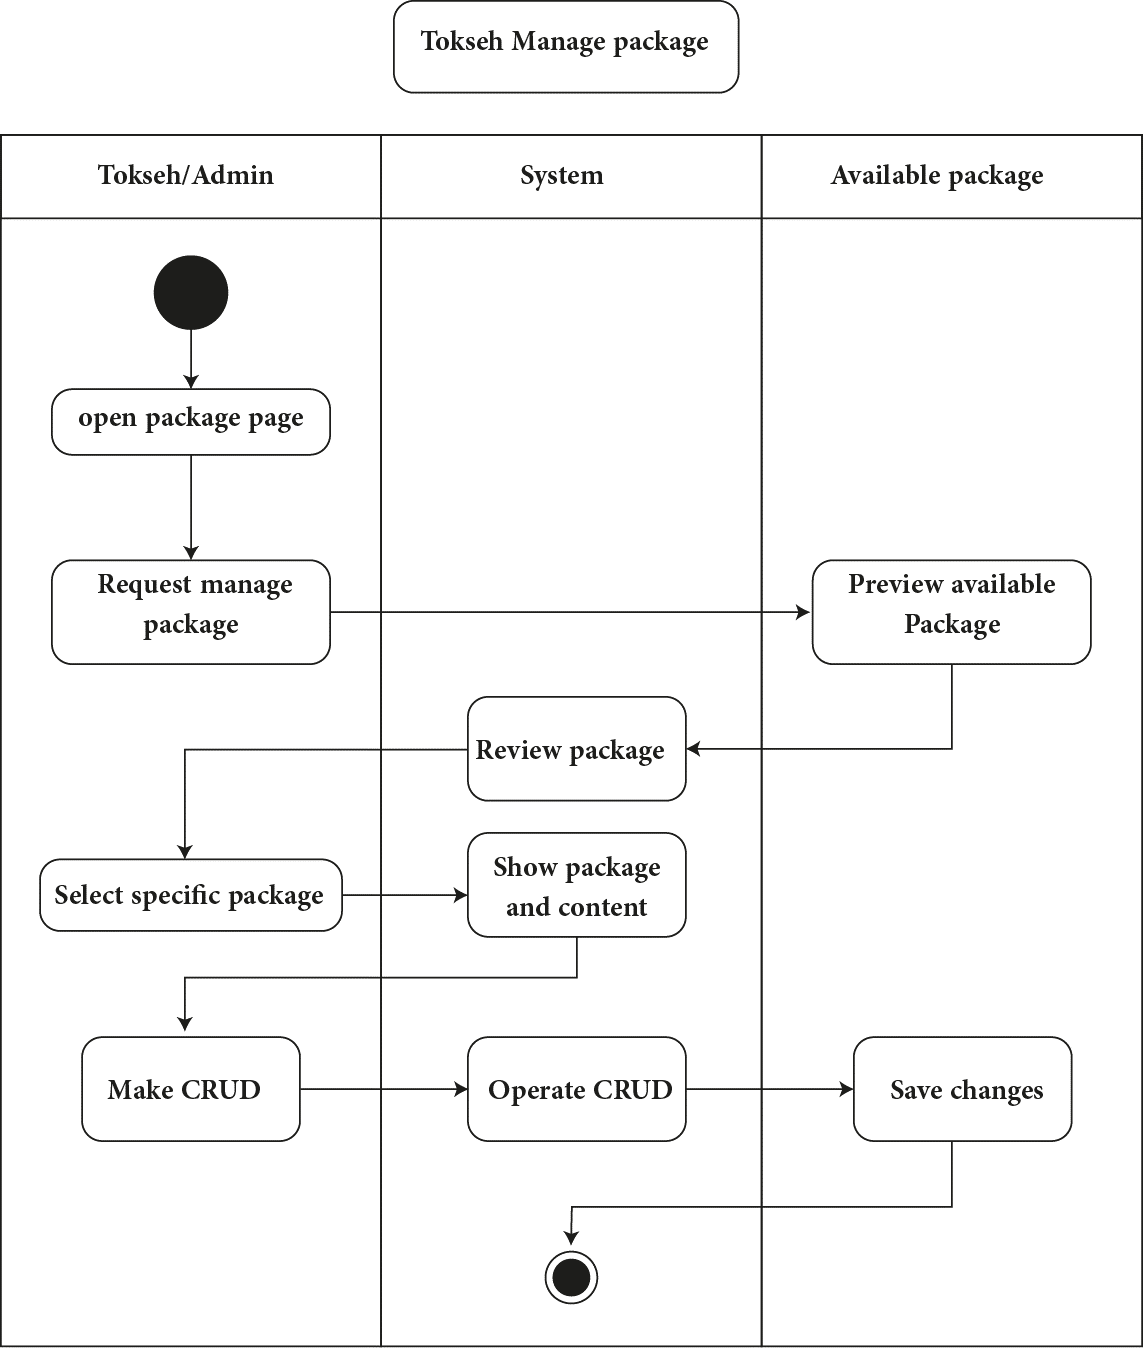 Tokseh Manage package
Tokseh/Admin
System
Available package
open package page
Request manage
package
Preview available
Package
Review package
Select specific package
Show package
and content
Make CRUD
Operate CRUD
Save changes